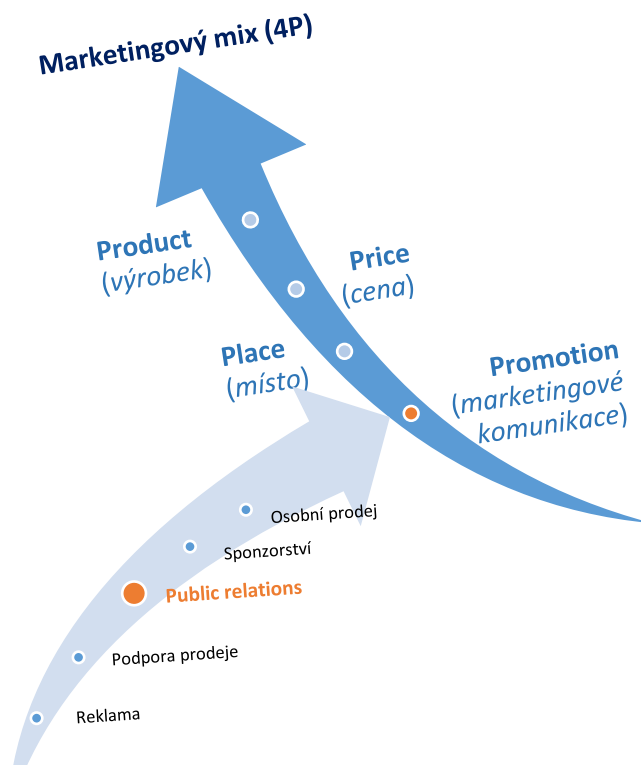 Marketingový mix (4P)
Product
(výrobek)
Price
(cena)
Place
(místo)
Promotion
(marketingové
komunikace)
Osobní prodej
Sponzorství
Public relations
Podpora prodeje
Reklama